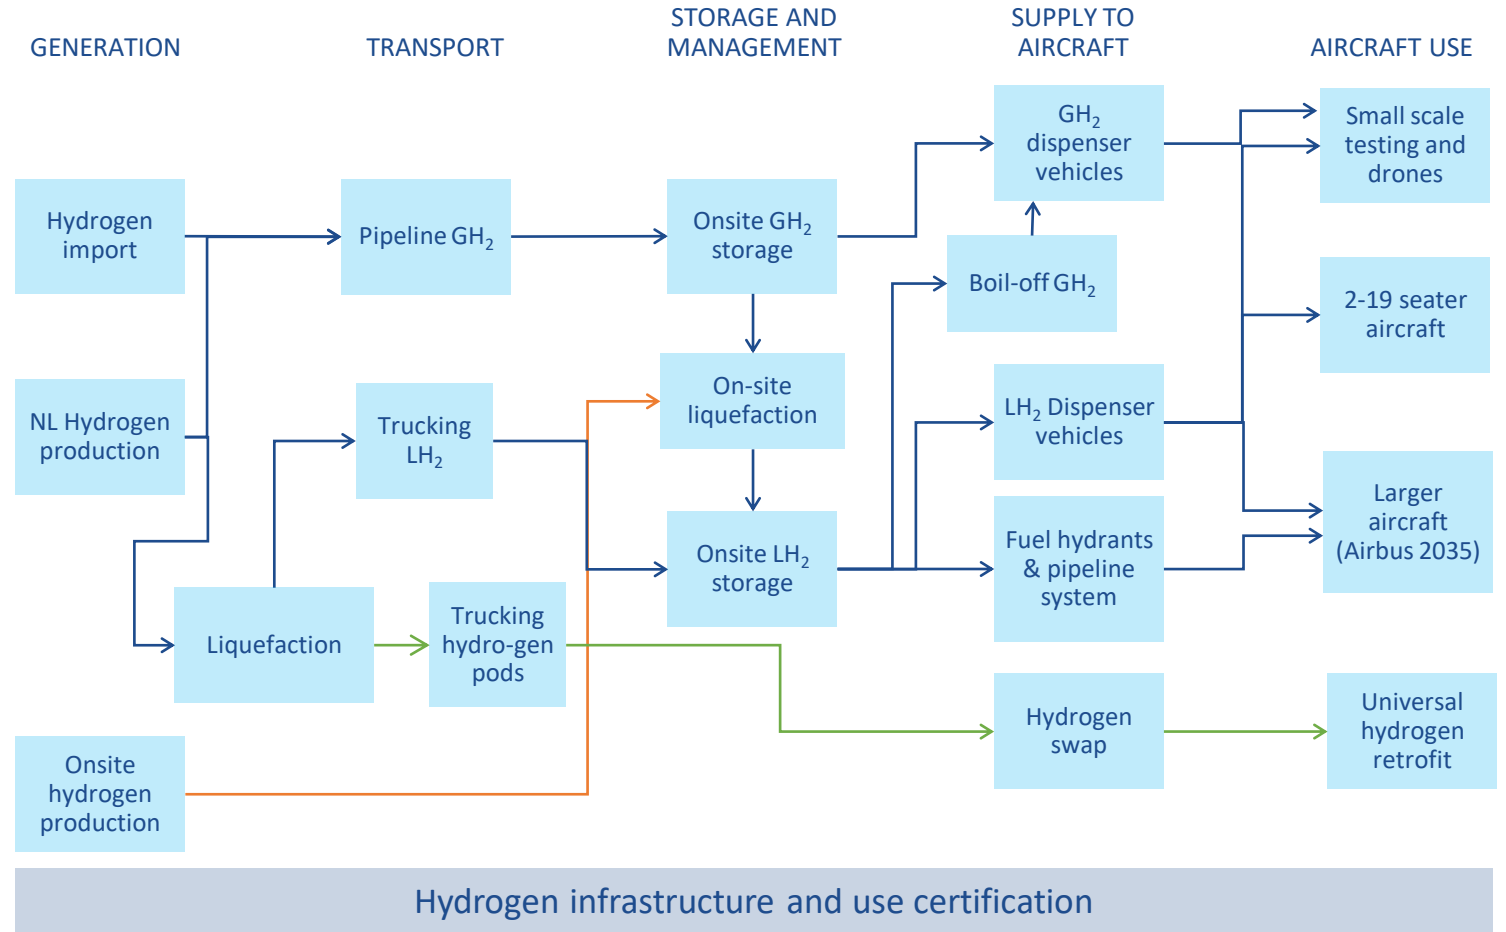 GENERATION
TRANSPORT
STORAGE AND
MANAGEMENT
SUPPLY TO
AIRCRAFT
AIRCRAFT USE
Hydrogen
import
Pipeline GH₂
Onsite GH₂
storage
GH₂
dispenser
vehicles
Small scale
testing and
drones
Boil-off GH₂
2-19 seater
aircraft
NL Hydrogen
production
Trucking
LH₂
On-site
liquefaction
LH₂ Dispenser
vehicles
Larger
aircraft
(Airbus 2035)
Onsite LH₂
storage
Fuel hydrants
& pipeline
system
Liquefaction
Trucking
hydro-gen
pods
Hydrogen
swap
Universal
hydrogen
retrofit
Onsite
hydrogen
production
Hydrogen infrastructure and use certification